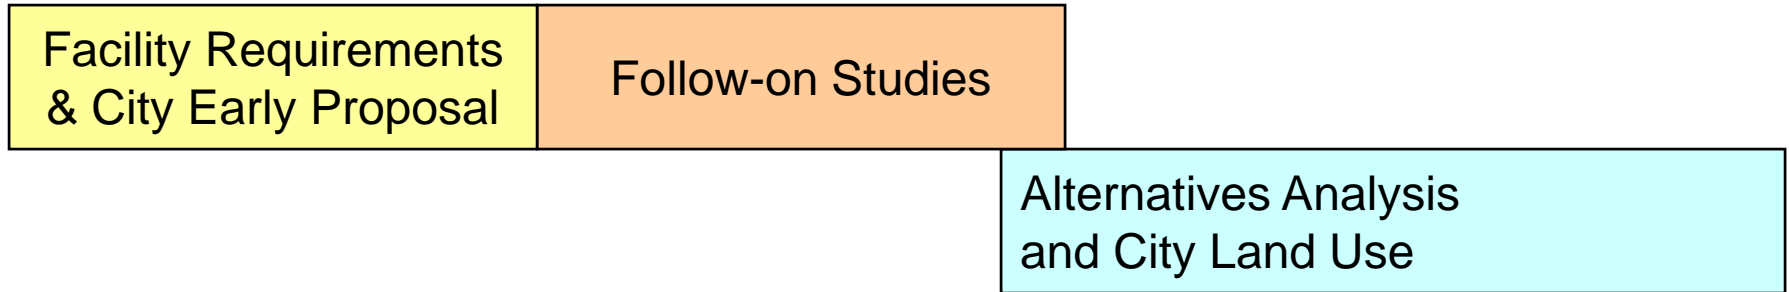 Facility Requirements
& City Early Proposal
Follow-on Studies
Alternatives Analysis
and City Land Use